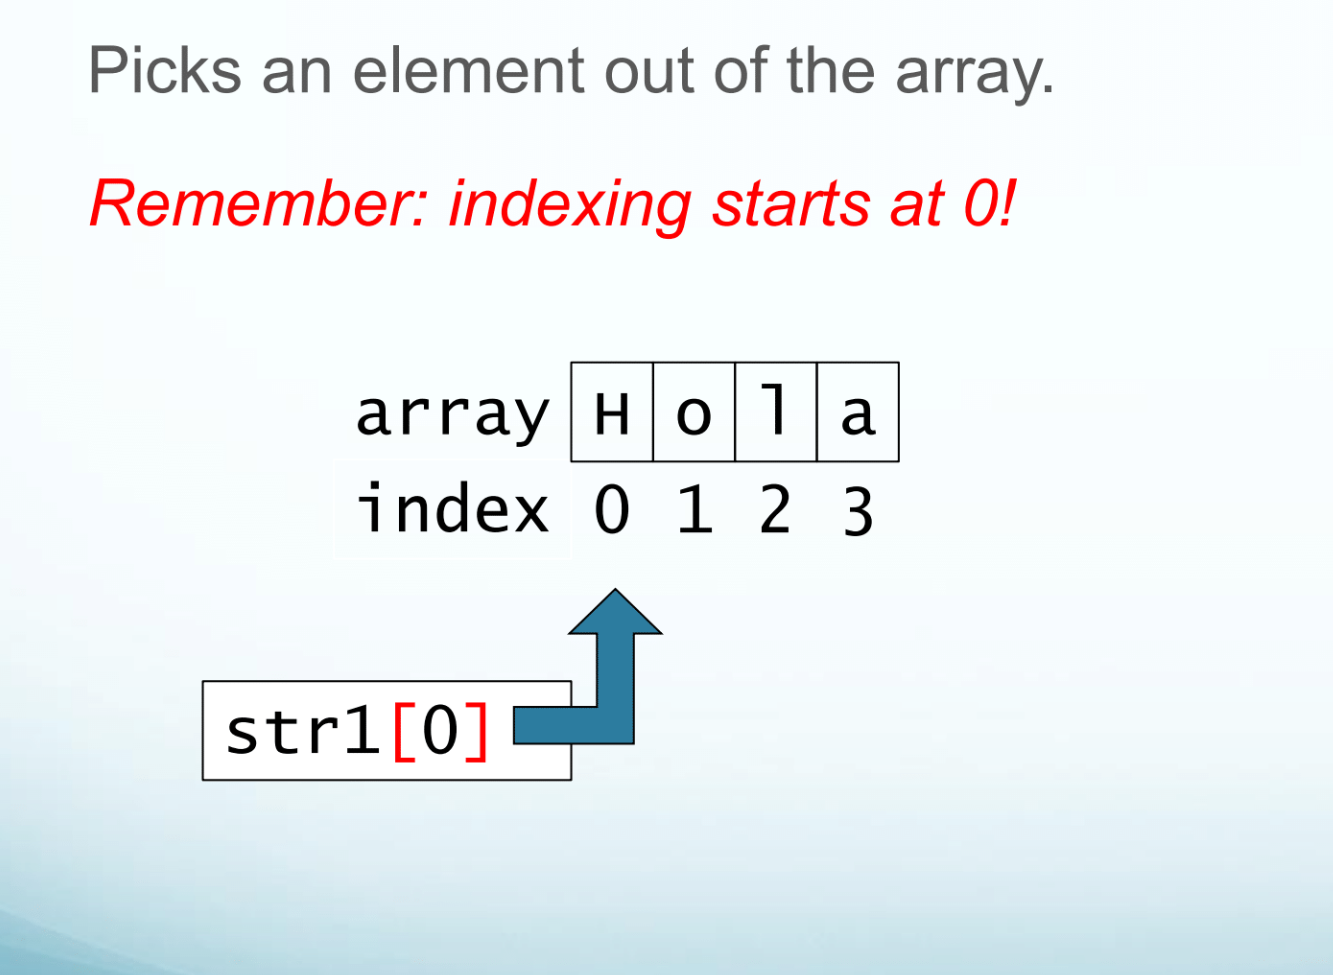 Picks an element out of the array.
Remember: indexing starts at 0!
array H o l a
index 0 1 2 3
str1[0]